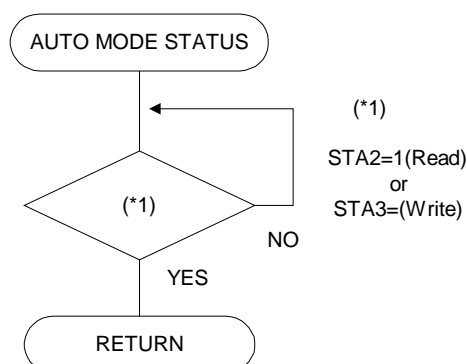 AUTO MODE STATUS
(*1)
STA2=1(Read)
or
STA3=(Write)
(*1)
NO
YES
RETURN